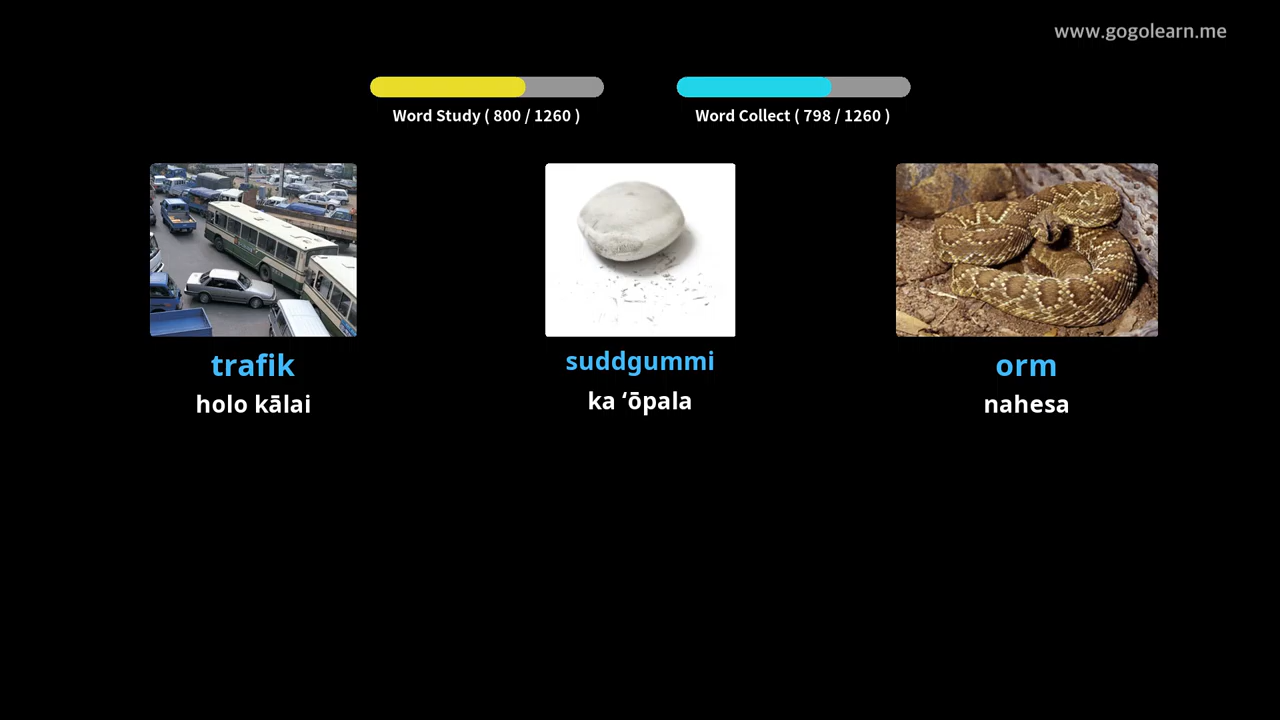 www.gogolearn.me
Word Study ( 800 / 1260 )
Word Collect ( 798 / 1260 )
trafik
suddgummi
orm
holo kālai
ka ʻōpala
nahesa